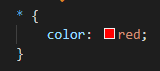 * {
    color: red;
}